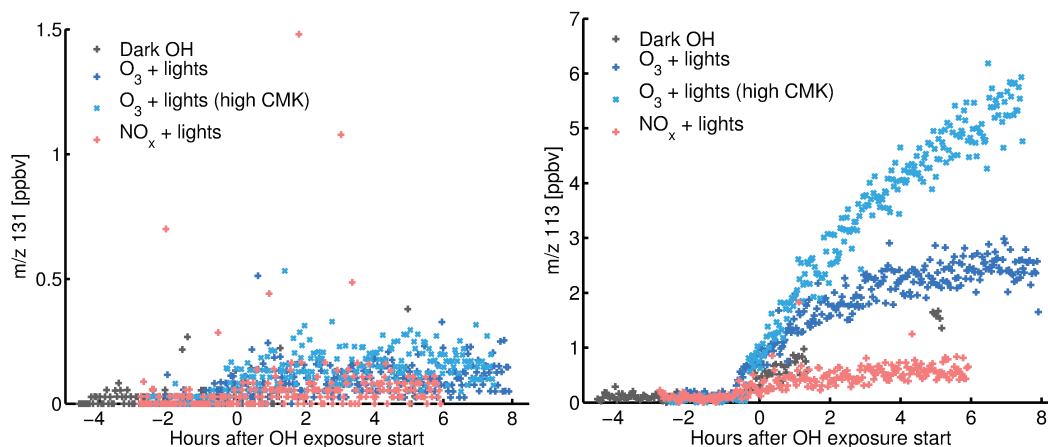 1.5
1
0.5
0
m/z 131 [ppbv]
Dark OH
O3 + lights
O3 + lights (high CMK)
NOx + lights
−4 −2 0 2 4 6 8
Hours after OH exposure start
7
6
5
4
3
2
1
0
m/z 113 [ppbv]
Dark OH
O3 + lights
O3 + lights (high CMK)
NOx + lights
−4 −2 0 2 4 6 8
Hours after OH exposure start